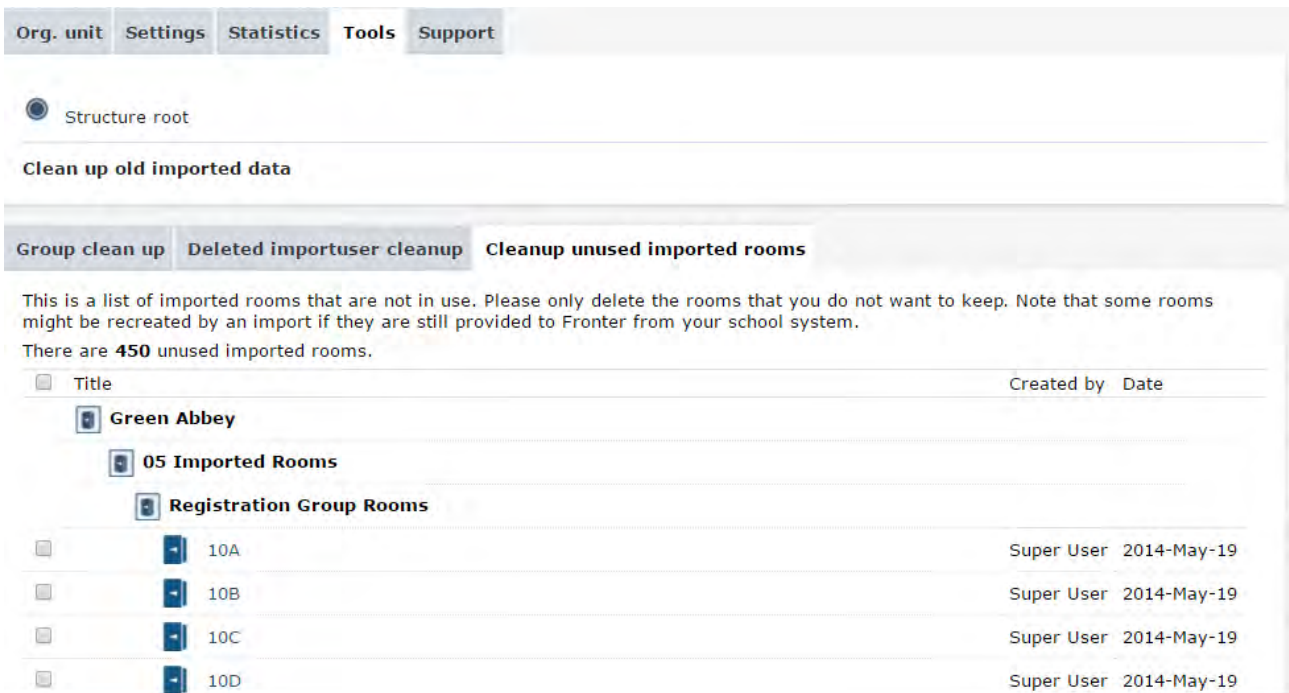 Org. unit Settings Statistics Tools Support
Structure root
Clean up old imported data
Group clean up Deleted importuser cleanup Cleanup unused imported rooms
This is a list of imported rooms that are not in use. Please only delete the rooms that you do not want to keep. Note that some rooms
might be recreated by an import if they are still provided to Fronter from your school system.
There are 450 unused imported rooms.
Title Created by Date
Green Abbey
05 Imported Rooms
Registration Group Rooms
10A Super User 2014-May-19
10B Super User 2014-May-19
10C Super User 2014-May-19
10D Super User 2014-May-19